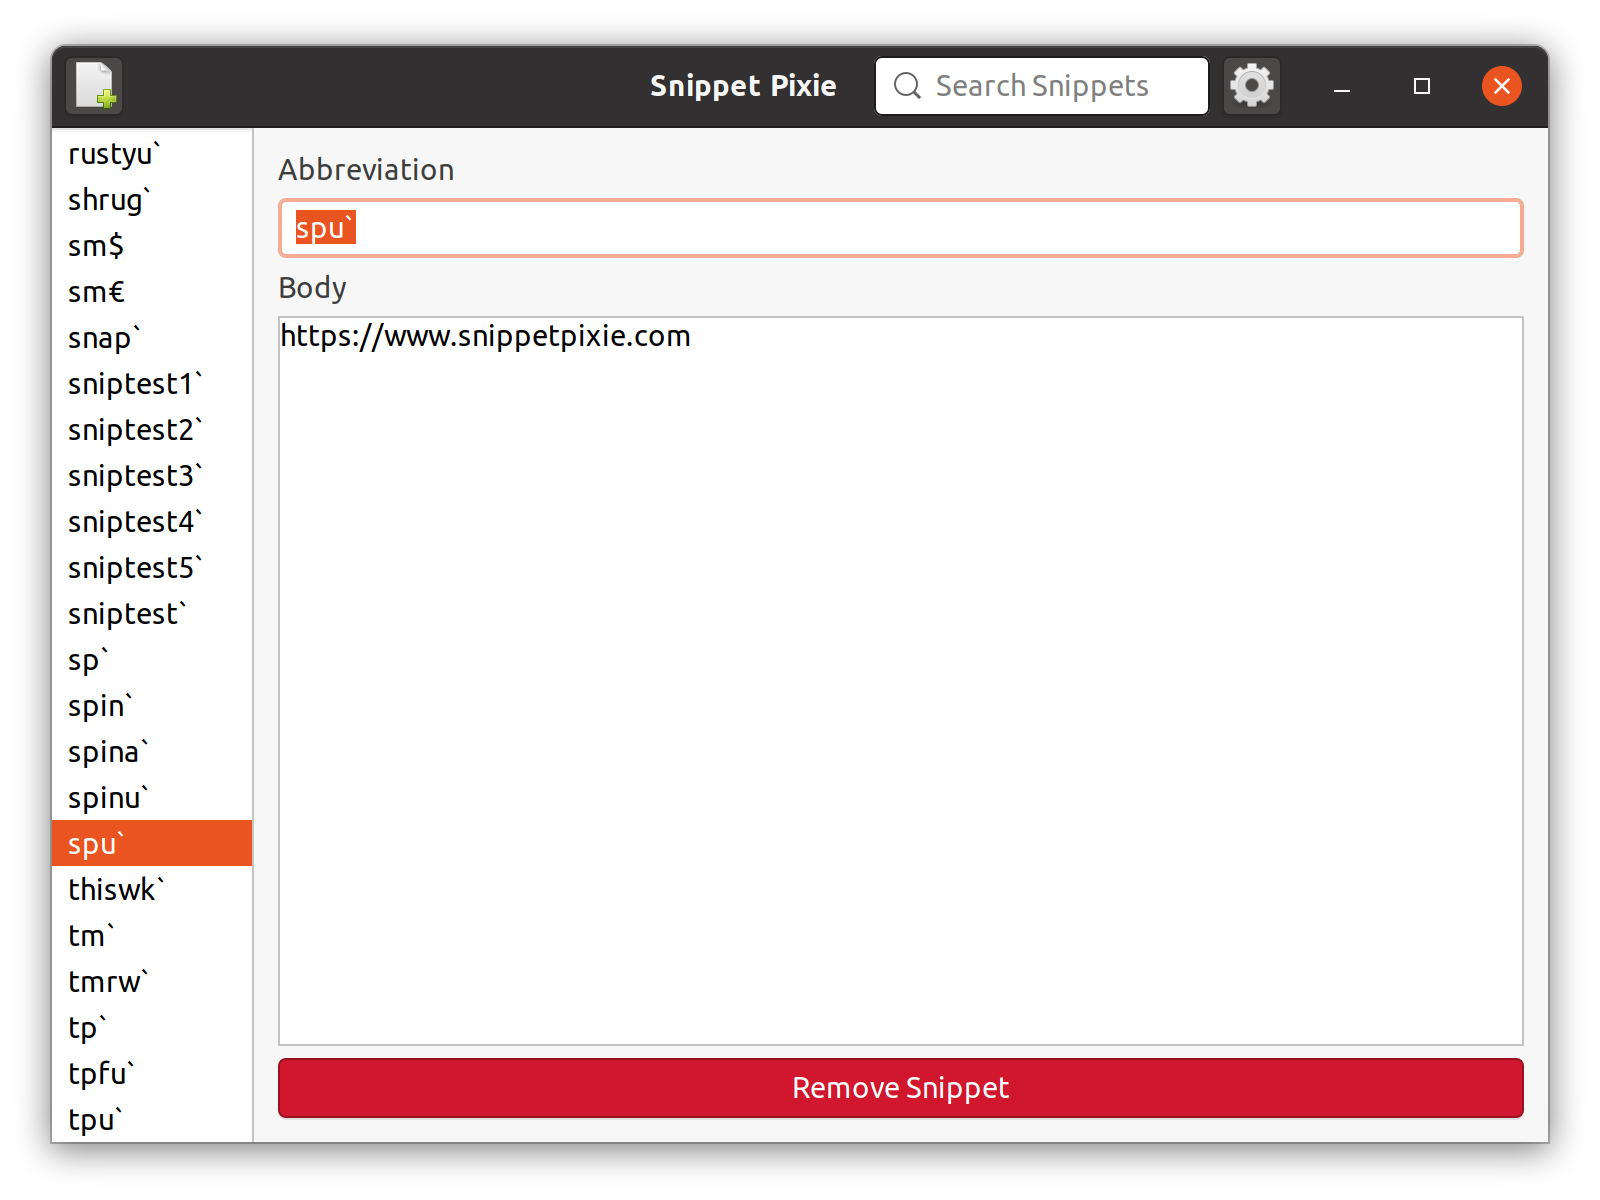 Snippet Pixie
Search Snippets
rustyu`
shrug`
sm$
sm€
snap`
sniptest1`
sniptest2`
sniptest3`
sniptest4`
sniptest5`
sniptest`
sp`
spin`
spina`
spinu`
spu`
thiswk`
tm`
tmrw`
tp`
tpfu`
tpu`
Abbreviation
spu`
Body
https://www.snippetpixie.com
Remove Snippet